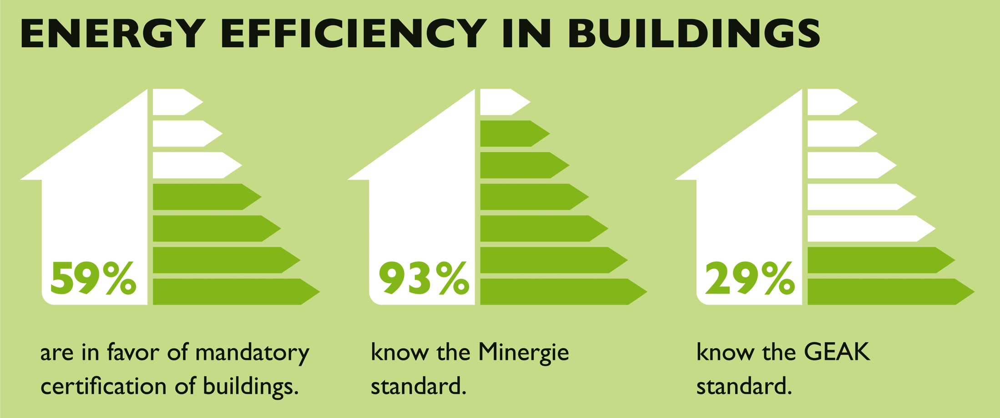 ENERGY EFFICIENCY IN BUILDINGS
59%
are in favor of mandatory
certification of buildings.
93%
know the Minergie
standard.
29%
know the GEAK
standard.